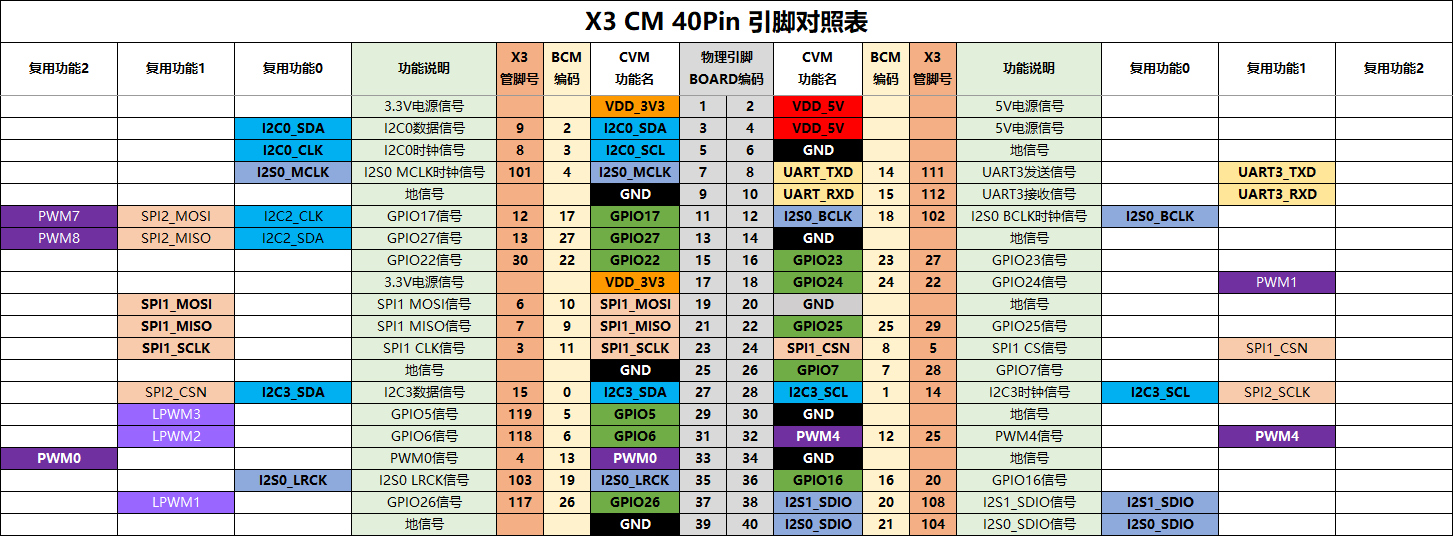 X3 CM 40Pin 引脚对照表
复用功能2 复用功能1 复用功能0 功能说明 X3 管脚号 BCM 编码 CVM 功能名 物理引脚 BOARD编码 CVM 功能名 BCM 编码 X3 管脚号 功能说明 复用功能0 复用功能1 复用功能2
3.3V电源信号 VDD_3V3 1 2 VDD_5V 5V电源信号
I2C0_SDA I2C0数据信号 9 2 I2C0_SDA 3 4 VDD_5V 5V电源信号
I2C0_CLK I2C0时钟信号 8 3 I2C0_SCL 5 6 GND 地信号
I2S0_MCLK I2S0 MCLK时钟信号 101 4 I2S0_MCLK 7 8 UART_TXD 14 111 UART3发送信号 UART3_TXD
地信号 GND 9 10 UART_RXD 15 112 UART3接收信号 UART3_RXD
PWM7 SPI2_MOSI I2C2_CLK GPIO17信号 12 17 GPIO17 11 12 I2S0_BCLK 18 102 I2S0 BCLK时钟信号 I2S0_BCLK
PWM8 SPI2_MISO I2C2_SDA GPIO27信号 13 27 GPIO27 13 14 GND 地信号
GPIO22信号 30 22 GPIO22 15 16 GPIO23 23 27 GPIO23信号
3.3V电源信号 VDD_3V3 17 18 GPIO24 24 22 GPIO24信号 PWM1
SPI1_MOSI SPI1 MOSI信号 6 10 SPI1_MOSI 19 20 GND 地信号
SPI1_MISO SPI1 MISO信号 7 9 SPI1_MISO 21 22 GPIO25 25 29 GPIO25信号
SPI1_SCLK SPI1 CLK信号 3 11 SPI1_SCLK 23 24 SPI1_CSN 8 5 SPI1 CS信号 SPI1_CSN
地信号 GND 25 26 GPIO7 7 28 GPIO7信号
SPI2_CSN I2C3_SDA I2C3数据信号 15 0 I2C3_SDA 27 28 I2C3_SCL 1 14 I2C3时钟信号 I2C3_SCL SPI2_SCLK
LPWM3 GPIO5信号 119 5 GPIO5 29 30 GND 地信号
LPWM2 GPIO6信号 118 6 GPIO6 31 32 PWM4 12 25 PWM4信号 PWM4
PWM0 PWM0信号 4 13 PWM0 33 34 GND 地信号
I2S0_LRCK I2S0 LRCK信号 103 19 I2S0_LRCK 35 36 GPIO16 16 20 GPIO16信号
LPWM1 GPIO26信号 117 26 GPIO26 37 38 I2S1_SDIO 20 108 I2S1_SDIO信号 I2S1_SDIO
地信号 GND 39 40 I2S0_SDIO 21 104 I2S0_SDIO信号 I2S0_SDIO